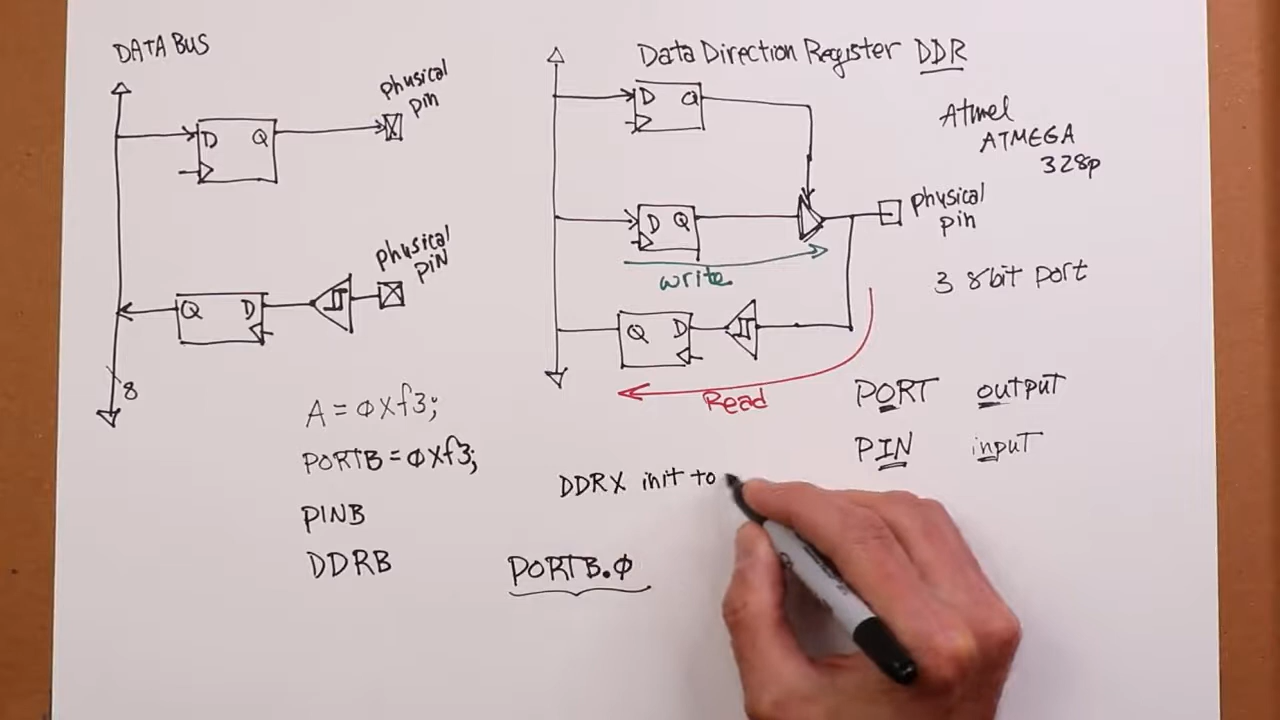 DATA BUS
physical
pin
D Q
physical
PIN
Q D
8
Data Direction Register DDR
D Q
Atmel
ATMEGA
328p
D Q
physical
pin
write
3 8bit port
Q D
Read
PORT output
PIN input
A = 0xf3;
PORTB = 0xf3;
PINB
DDRB
DDRX init to
PORTB.0